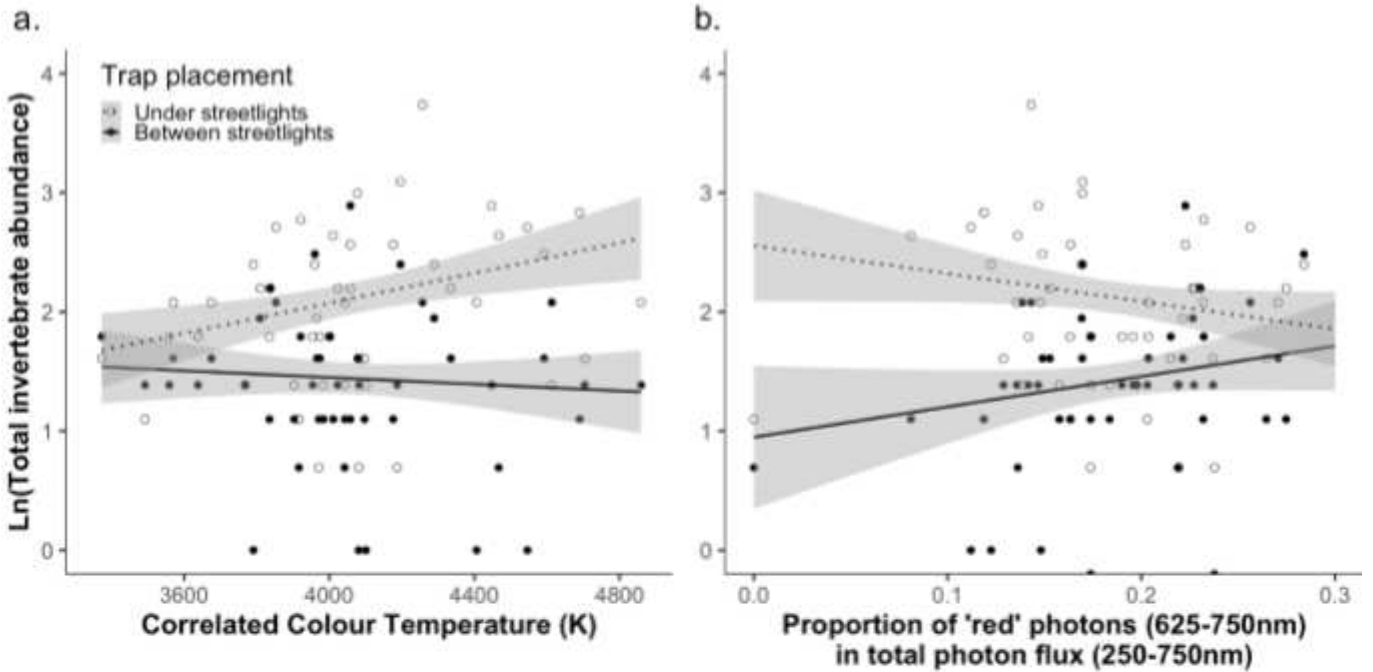 a.
Ln(Total invertebrate abundance)
4
3
2
1
0
Trap placement
Under streetlights
Between streetlights
3600
4000
4400
4800
Correlated Colour Temperature (K)
b.
4
3
2
1
0
0.0
0.1
0.2
0.3
Proportion of 'red' photons (625-750nm)
in total photon flux (250-750nm)